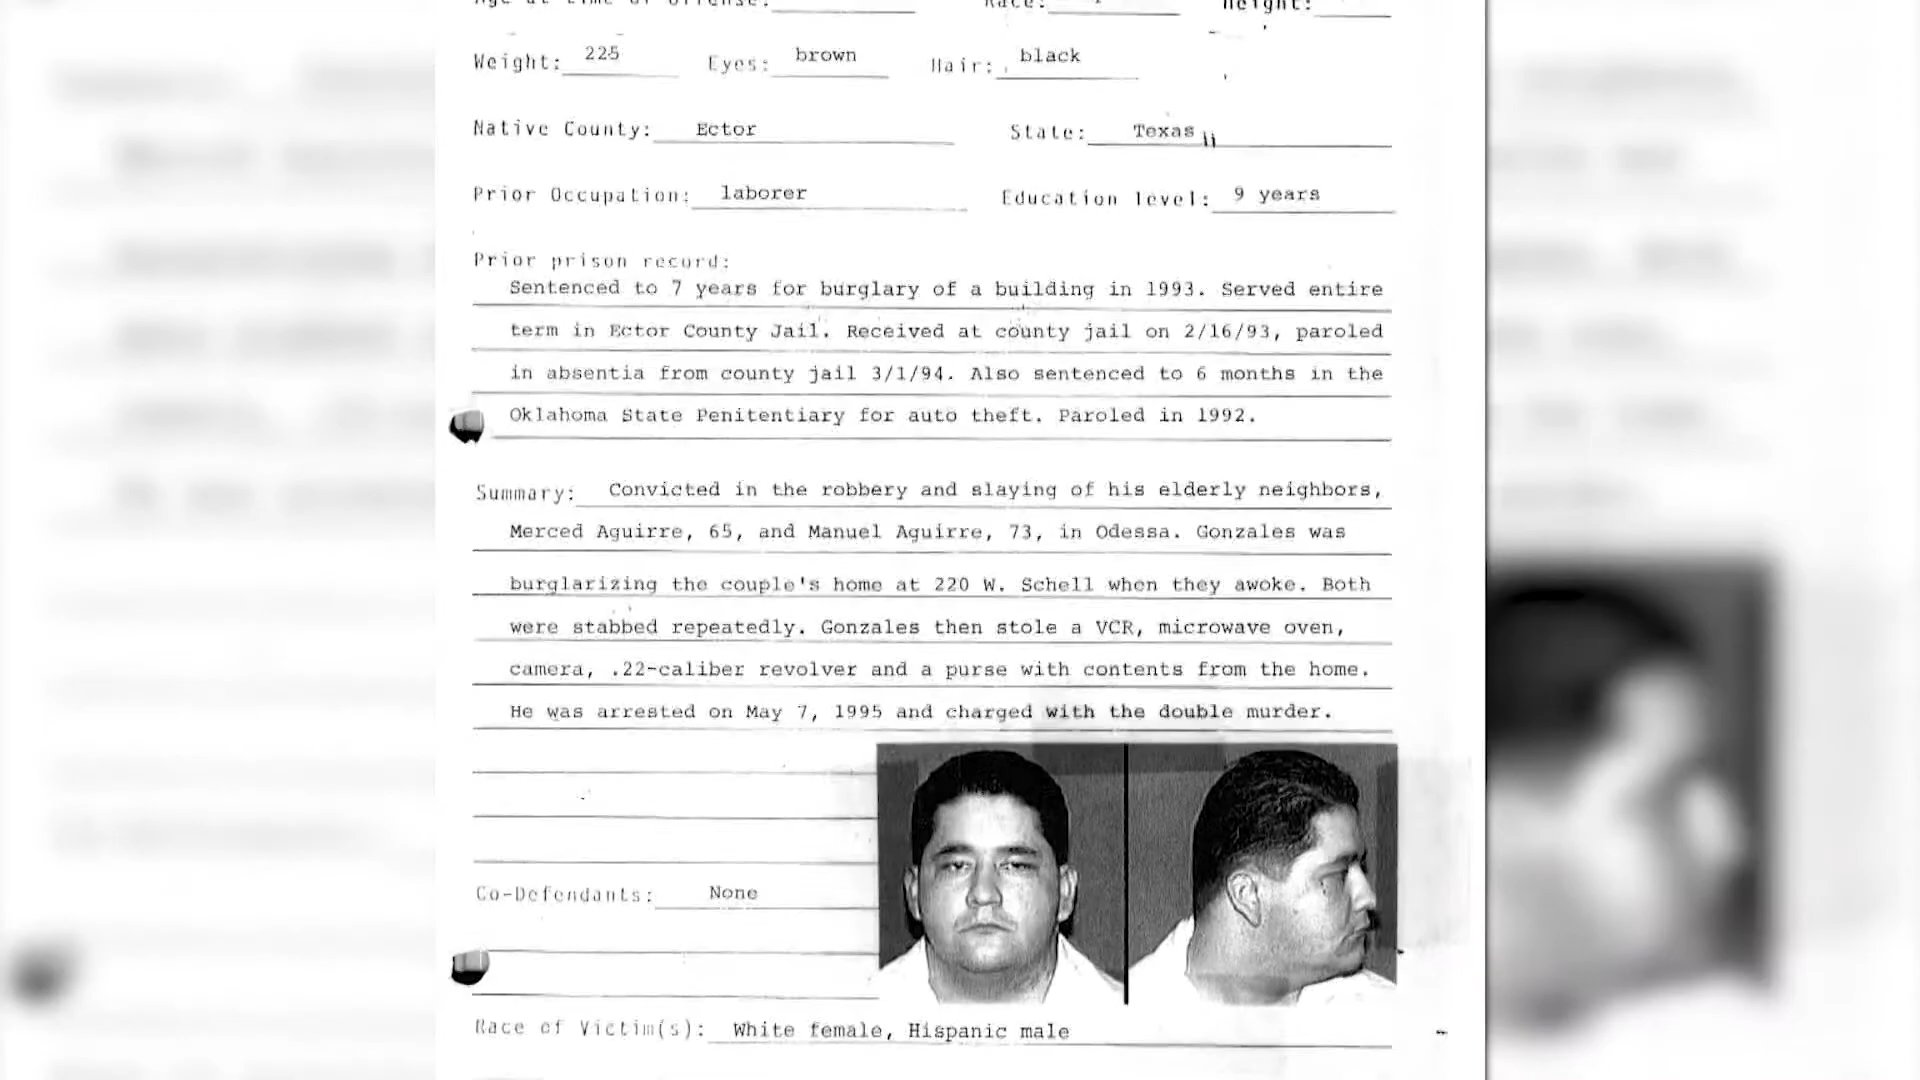 Age at time of offense: Race: Height:
Weight: 225 Eyes: brown Hair: black
Native County: Ector State: Texas
Prior Occupation: laborer Education level: 9 years
Prior prison record:
Sentenced to 7 years for burglary of a building in 1993. Served entire
term in Ector County Jail. Received at county jail on 2/16/93, paroled
in absentia from county jail 3/1/94. Also sentenced to 6 months in the
Oklahoma State Penitentiary for auto theft. Paroled in 1992.
Summary: Convicted in the robbery and slaying of his elderly neighbors,
Merced Aguirre, 65, and Manuel Aguirre, 73, in Odessa. Gonzales was
burglarizing the couple's home at 220 W. Schell when they awoke. Both
were stabbed repeatedly. Gonzales then stole a VCR, microwave oven,
camera, .22-caliber revolver and a purse with contents from the home.
He was arrested on May 7, 1995 and charged with the double murder.
Co-Defendants: None
Race of Victim(s): White female, Hispanic male